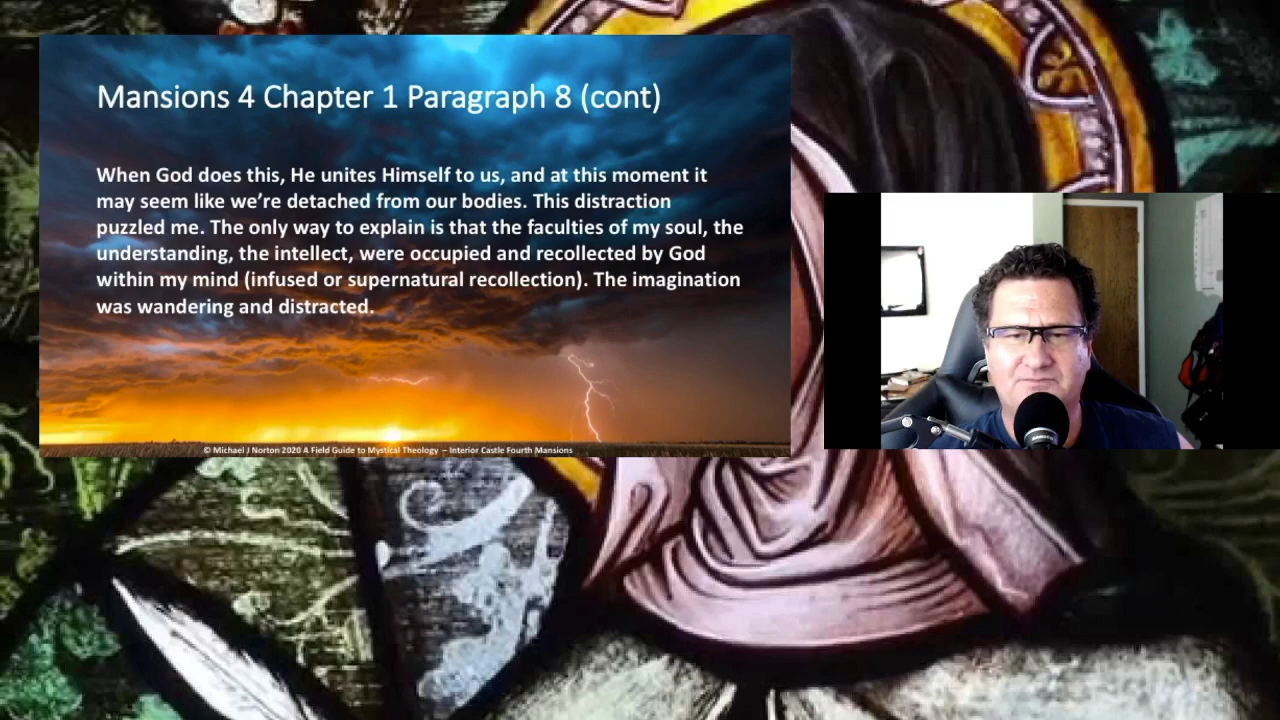 Mansions 4 Chapter 1 Paragraph 8 (cont)
When God does this, He unites Himself to us, and at this moment it
may seem like we’re detached from our bodies. This distraction
puzzled me. The only way to explain is that the faculties of my soul, the
understanding, the intellect, were occupied and recollected by God
within my mind (infused or supernatural recollection). The imagination
was wandering and distracted.
© Michael J Norton 2020 A Field Guide to Mystical Theology – Interior Castle Fourth Mansions